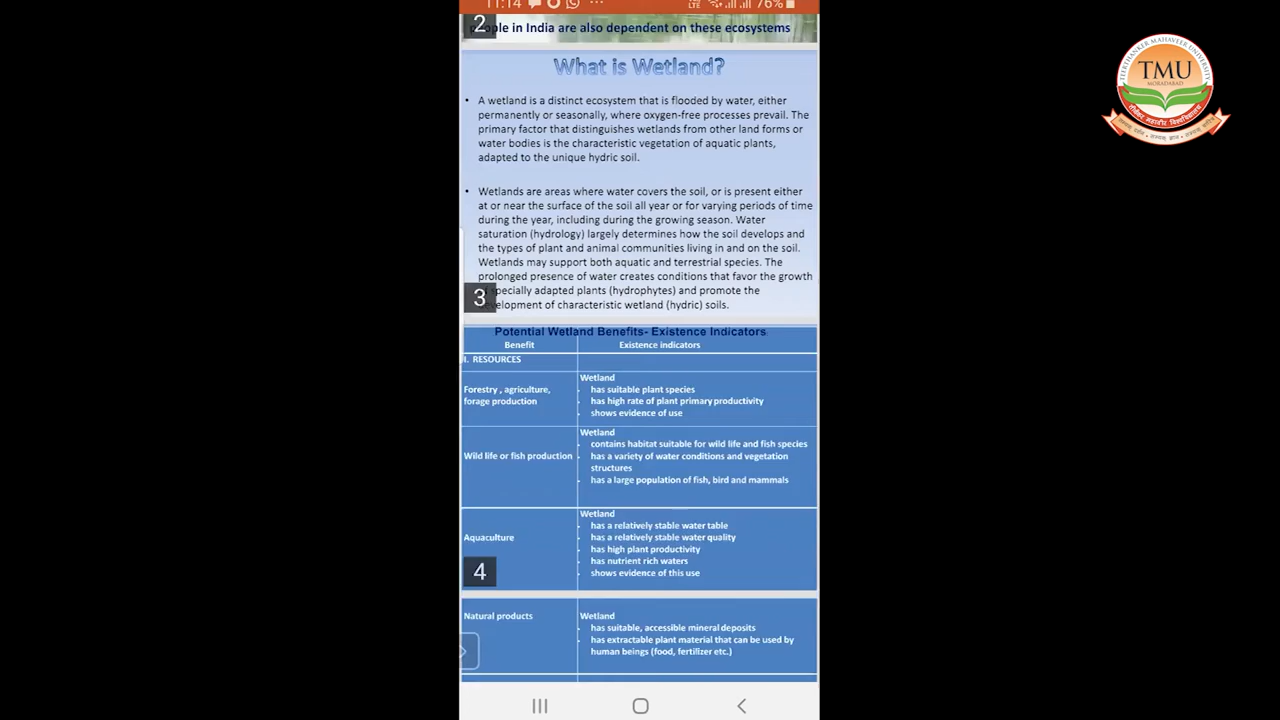 11:14
LTE 76%
2
people in India are also dependent on these ecosystems
What is Wetland?
• A wetland is a distinct ecosystem that is flooded by water, either
permanently or seasonally, where oxygen-free processes prevail. The
primary factor that distinguishes wetlands from other land forms or
water bodies is the characteristic vegetation of aquatic plants,
adapted to the unique hydric soil.
• Wetlands are areas where water covers the soil, or is present either
at or near the surface of the soil all year or for varying periods of time
during the year, including during the growing season. Water
saturation (hydrology) largely determines how the soil develops and
the types of plant and animal communities living in and on the soil.
Wetlands may support both aquatic and terrestrial species. The
prolonged presence of water creates conditions that favor the growth
specially adapted plants (hydrophytes) and promote the
3
development of characteristic wetland (hydric) soils.
Potential Wetland Benefits- Existence Indicators
Benefit Existence indicators
I. RESOURCES
Forestry , agriculture,
forage production
Wetland
has suitable plant species
has high rate of plant primary productivity
shows evidence of use
Wild life or fish production
Wetland
contains habitat suitable for wild life and fish species
has a variety of water conditions and vegetation
structures
has a large population of fish, bird and mammals
Aquaculture
Wetland
has a relatively stable water table
has a relatively stable water quality
has high plant productivity
has nutrient rich waters
shows evidence of this use
4
Natural products
Wetland
has suitable, accessible mineral deposits
has extractable plant material that can be used by
human beings (food, fertilizer etc.)
TEERTHANKER MAHAVEER UNIVERSITY
TMU
MORADABAD